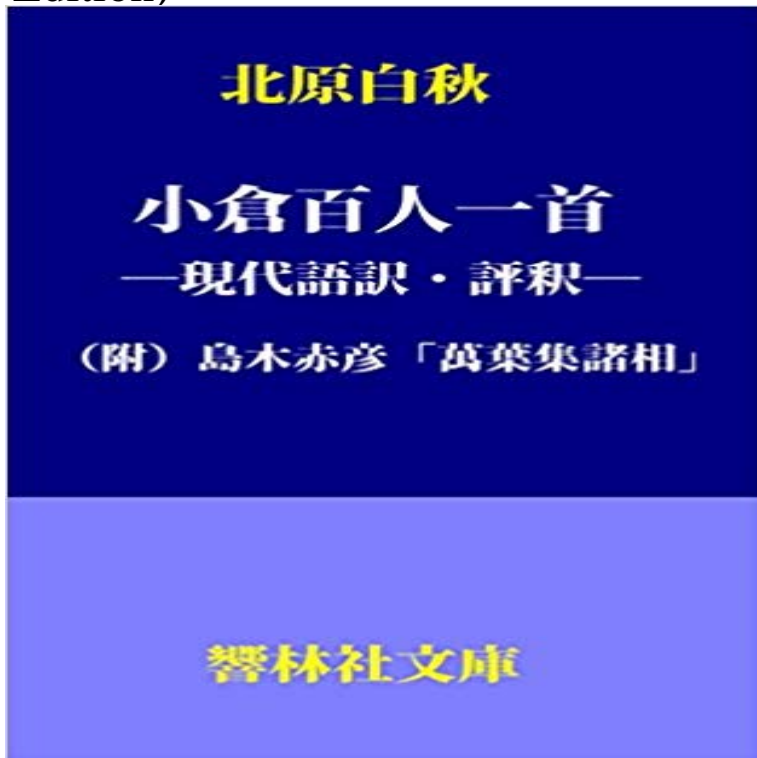 Edition)
北原白秋
小倉百人一首
―現代語訳・評釈―
（附）島木赤彦「萬葉集諸相」
響林社文庫